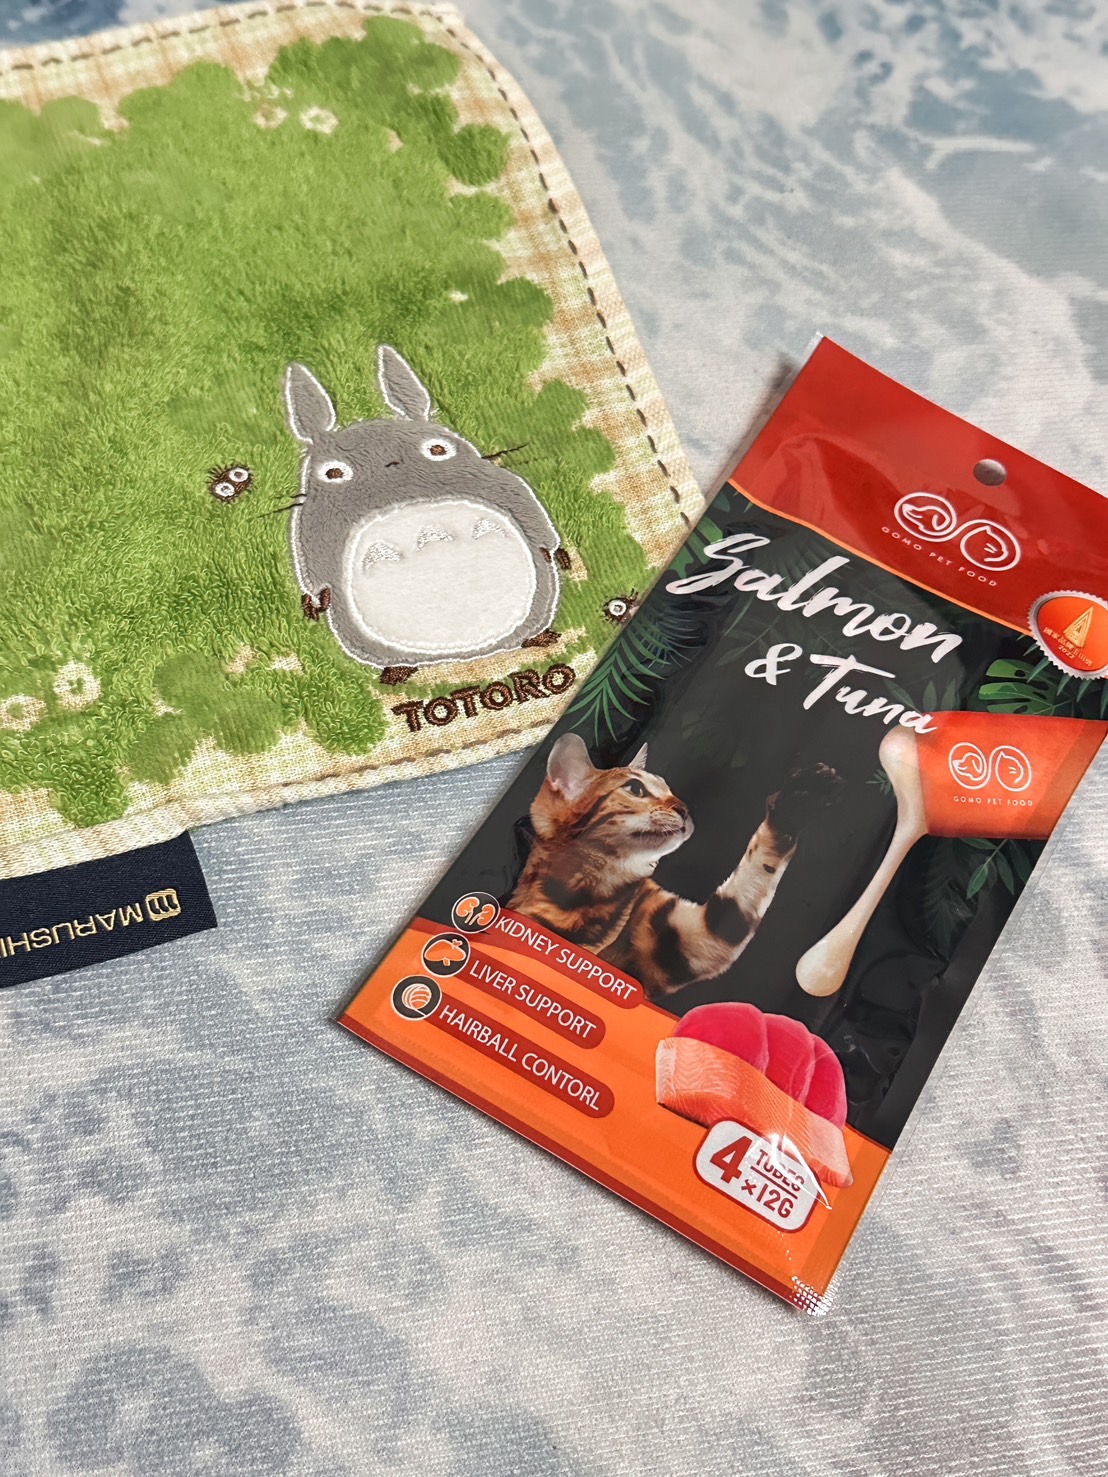 TOTORO
MARUSHI
GOMO PET FOOD
Salmon
& Tuna
2022
GOMO PET FOOD
KIDNEY SUPPORT
LIVER SUPPORT
HAIRBALL CONTORL
4 TUBES
×12G